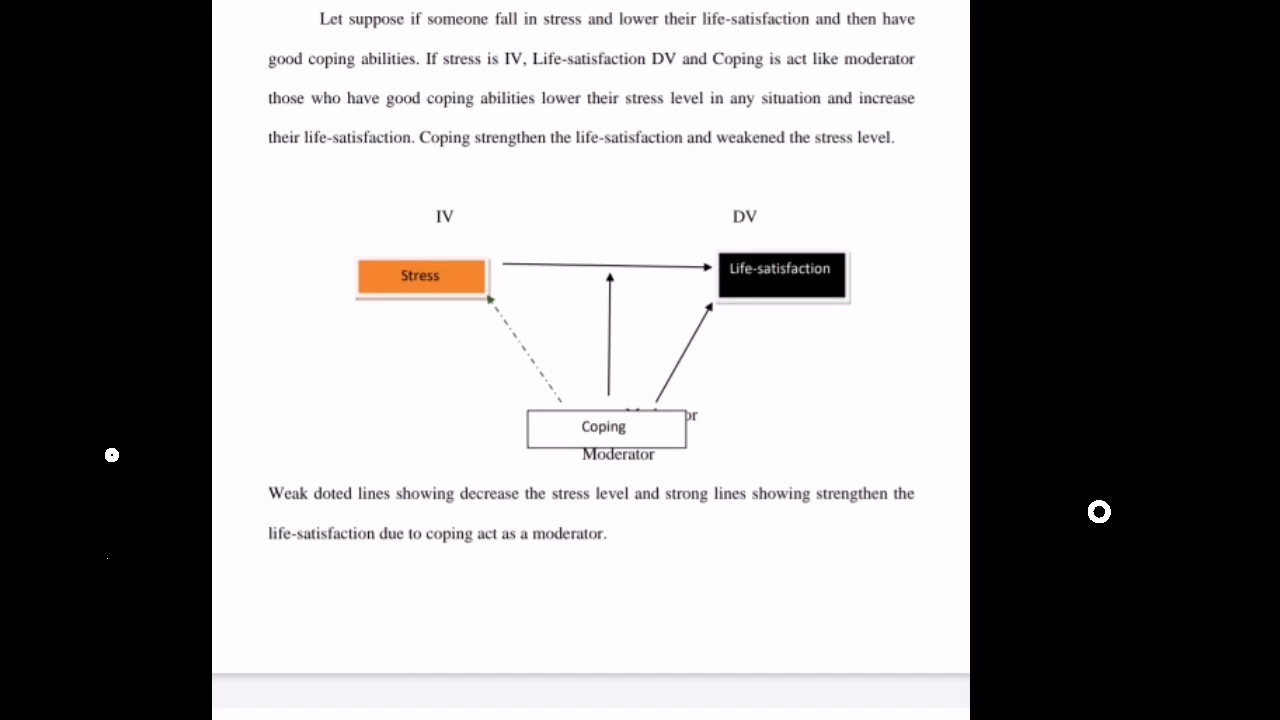 Let suppose if someone fall in stress and lower their life-satisfaction and then have
good coping abilities. If stress is IV, Life-satisfaction DV and Coping is act like moderator
those who have good coping abilities lower their stress level in any situation and increase
their life-satisfaction. Coping strengthen the life-satisfaction and weakened the stress level.
IV
DV
Stress
Life-satisfaction
Coping
Moderator
Weak doted lines showing decrease the stress level and strong lines showing strengthen the
life-satisfaction due to coping act as a moderator.